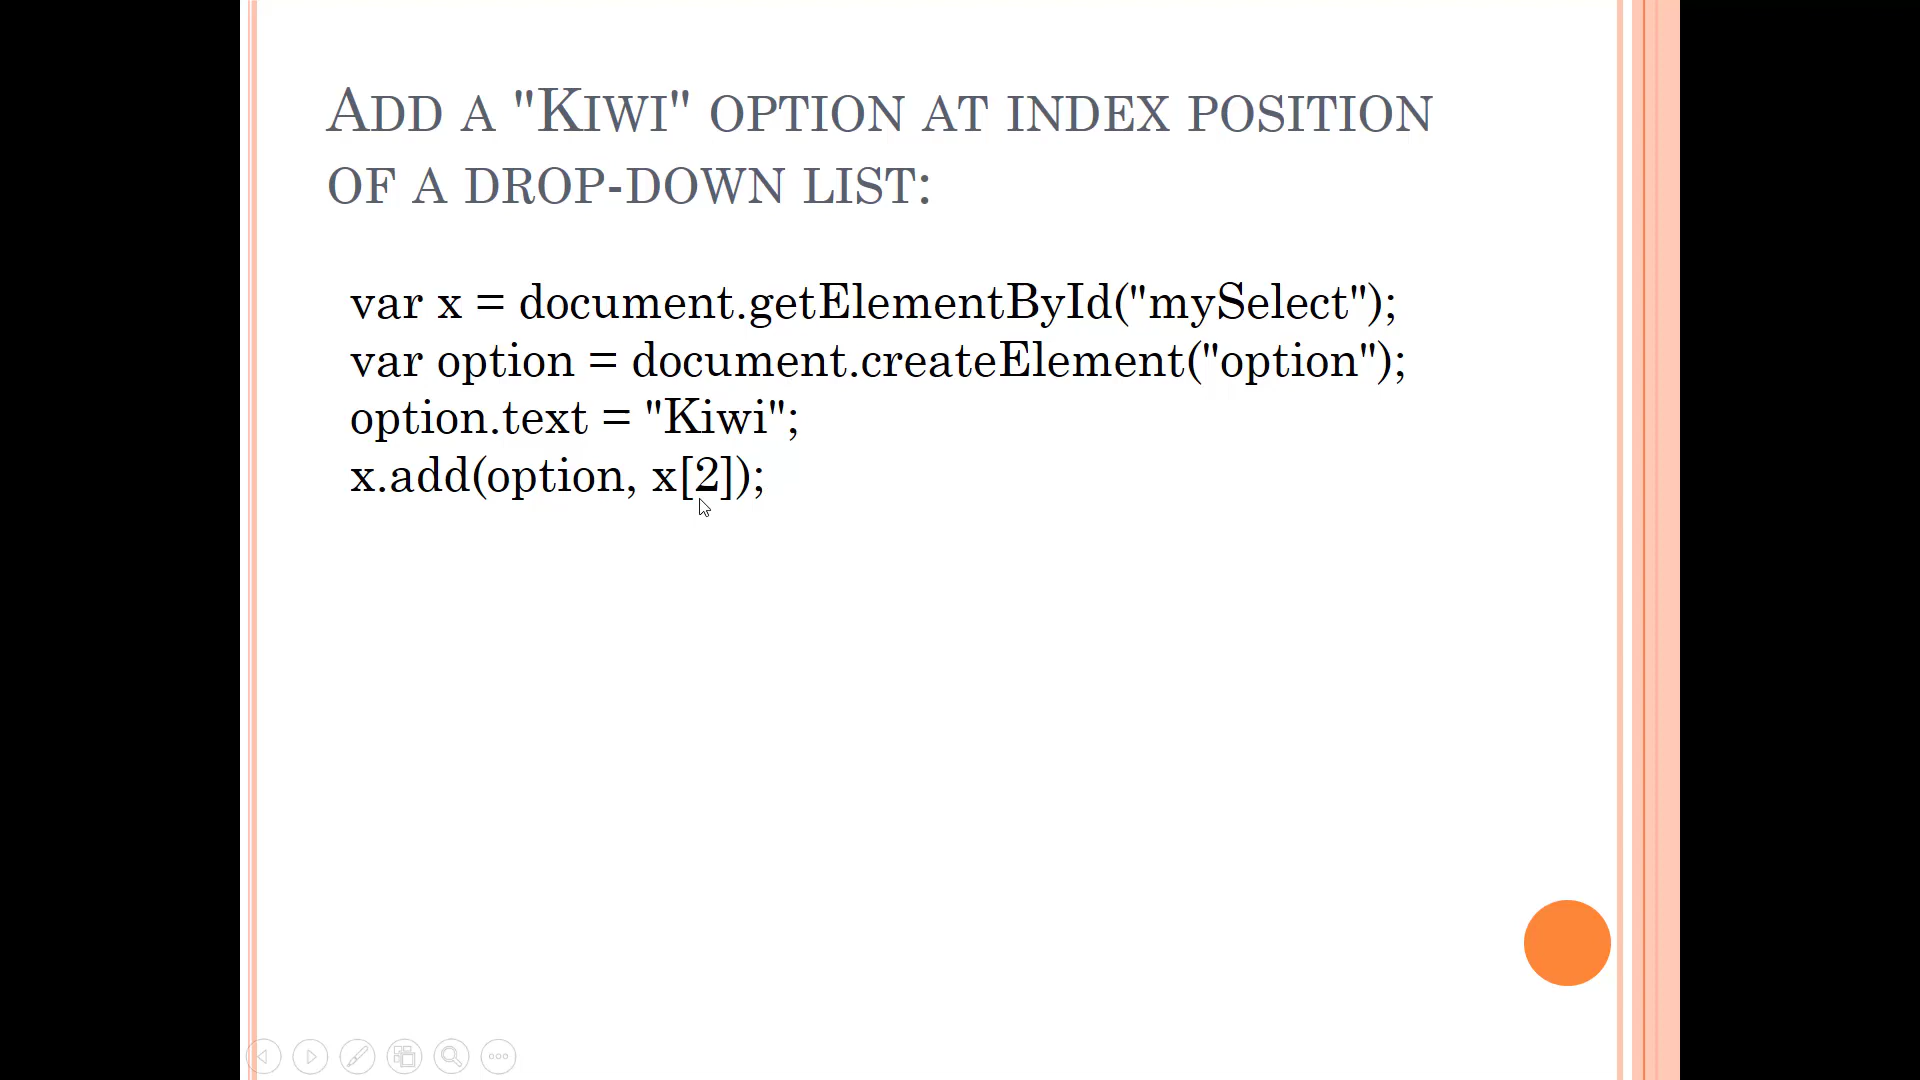 ADD A "KIWI" OPTION AT INDEX POSITION
OF A DROP-DOWN LIST:
var x = document.getElementById("mySelect");
var option = document.createElement("option");
option.text = "Kiwi";
x.add(option, x[2]);